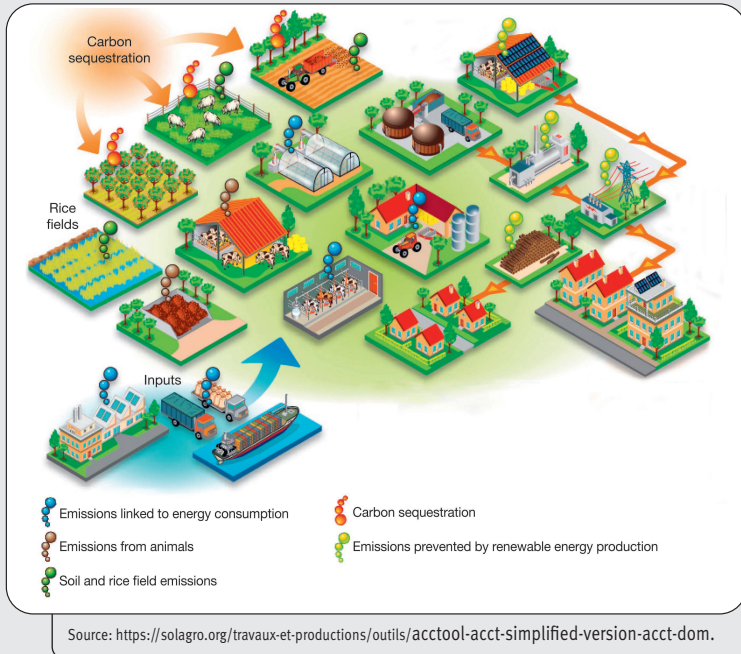 Carbon
sequestration
Rice
fields
Inputs
Emissions linked to energy consumption
Carbon sequestration
Emissions from animals
Emissions prevented by renewable energy production
Soil and rice field emissions
Source: https://solagro.org/travaux-et-productions/outils/acctool-acct-simplified-version-acct-dom.